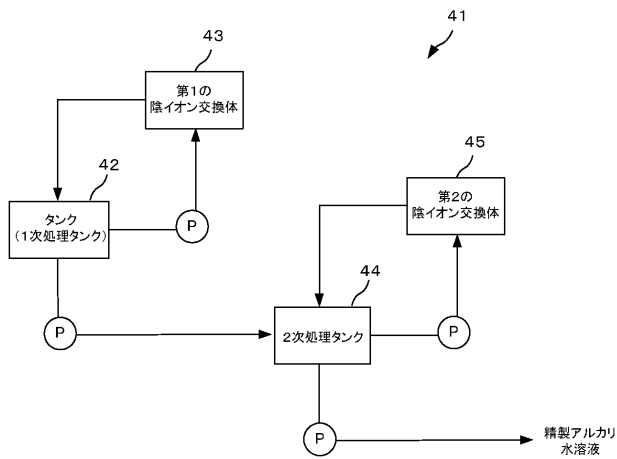 41
43
第1の
陰イオン交換体
42
タンク
(1次処理タンク)
P
45
第2の
陰イオン交換体
44
2次処理タンク
P
P
P
精製アルカリ
水溶液